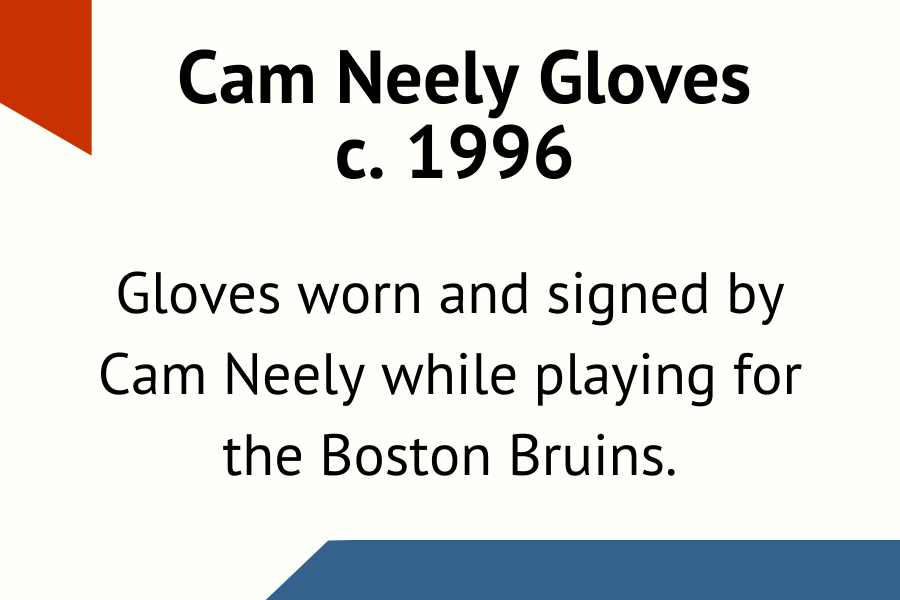 Cam Neely Gloves
c. 1996
Gloves worn and signed by
Cam Neely while playing for
the Boston Bruins.